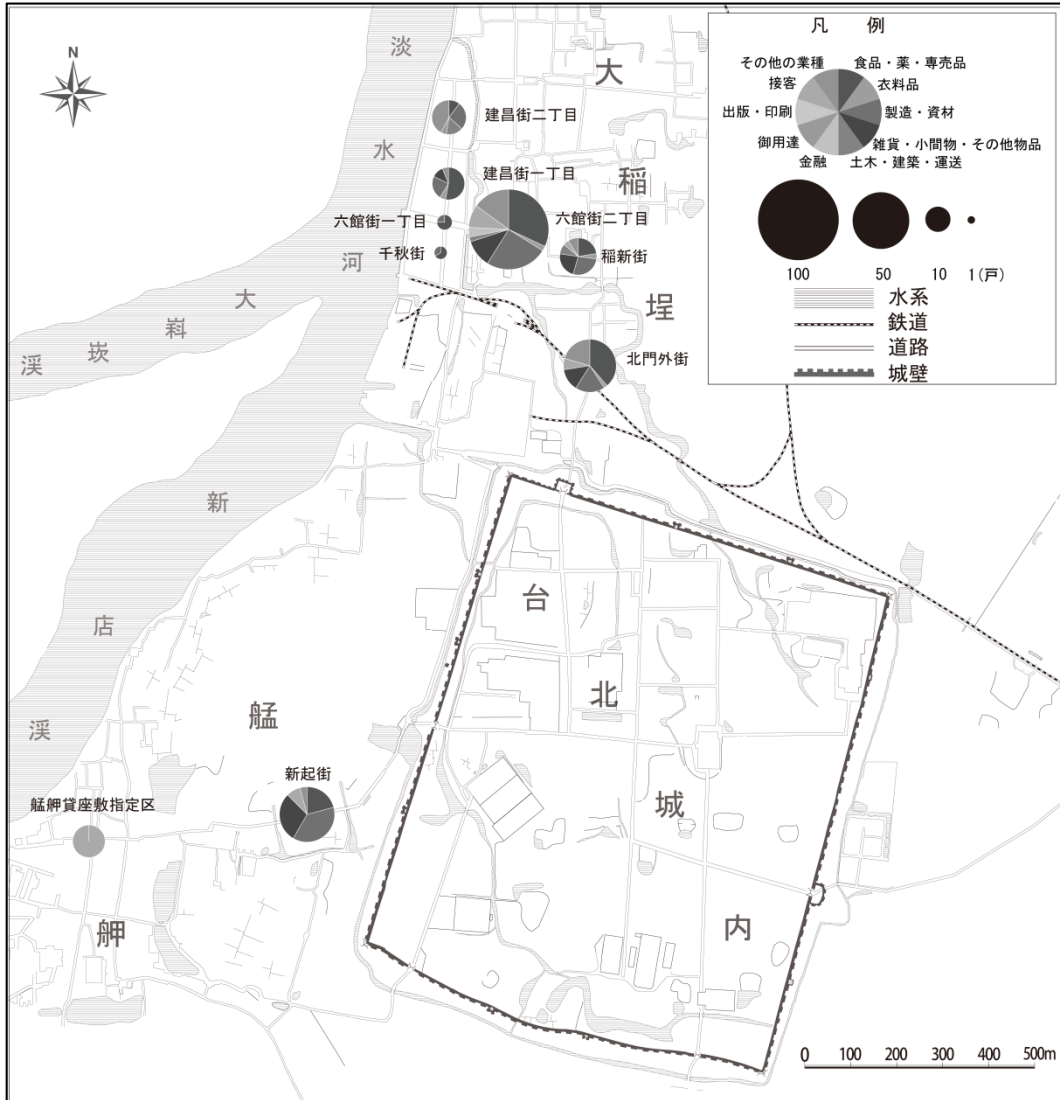 N
淡
水
河
大
嵙
崁
渓
新
店
渓
大
稲
埕
艋
舺
台
北
城
内
建昌街二丁目
建昌街一丁目
六館街一丁目
六館街二丁目
千秋街
稲新街
北門外街
新起街
艋舺貸座敷指定区
凡 例
その他の業種
食品・薬・専売品
接客
衣料品
出版・印刷
製造・資材
御用達
雑貨・小間物・その他物品
金融
土木・建築・運送
100 50 10 1(戸)
水系
鉄道
道路
城壁
0 100 200 300 400 500m